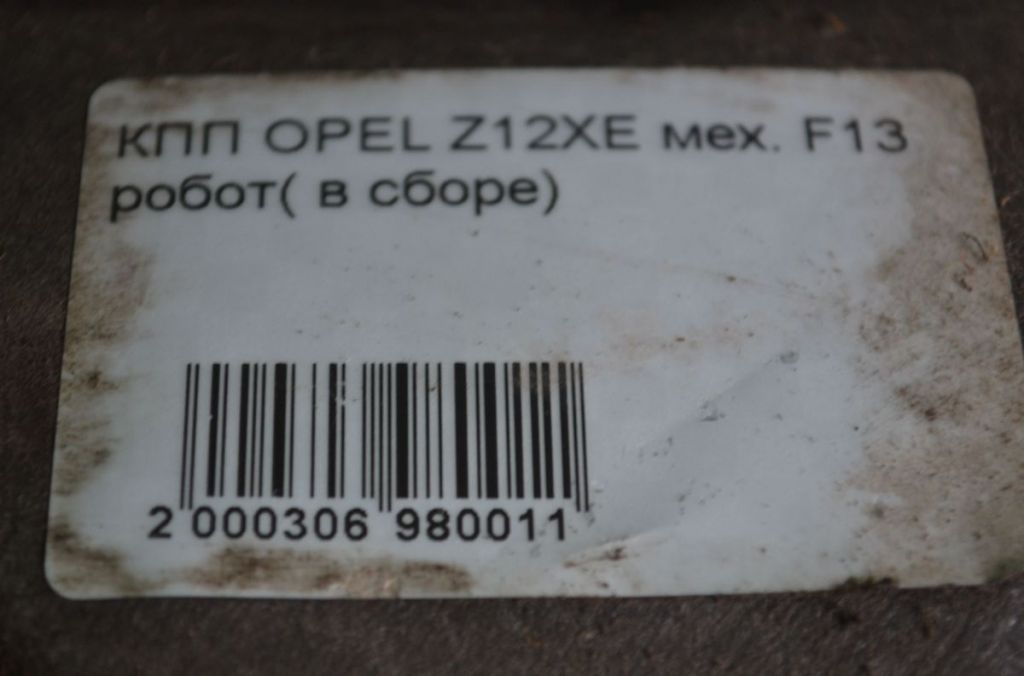 КПП OPEL Z12XE мех. F13
робот( в сборе)
2 000306 980011